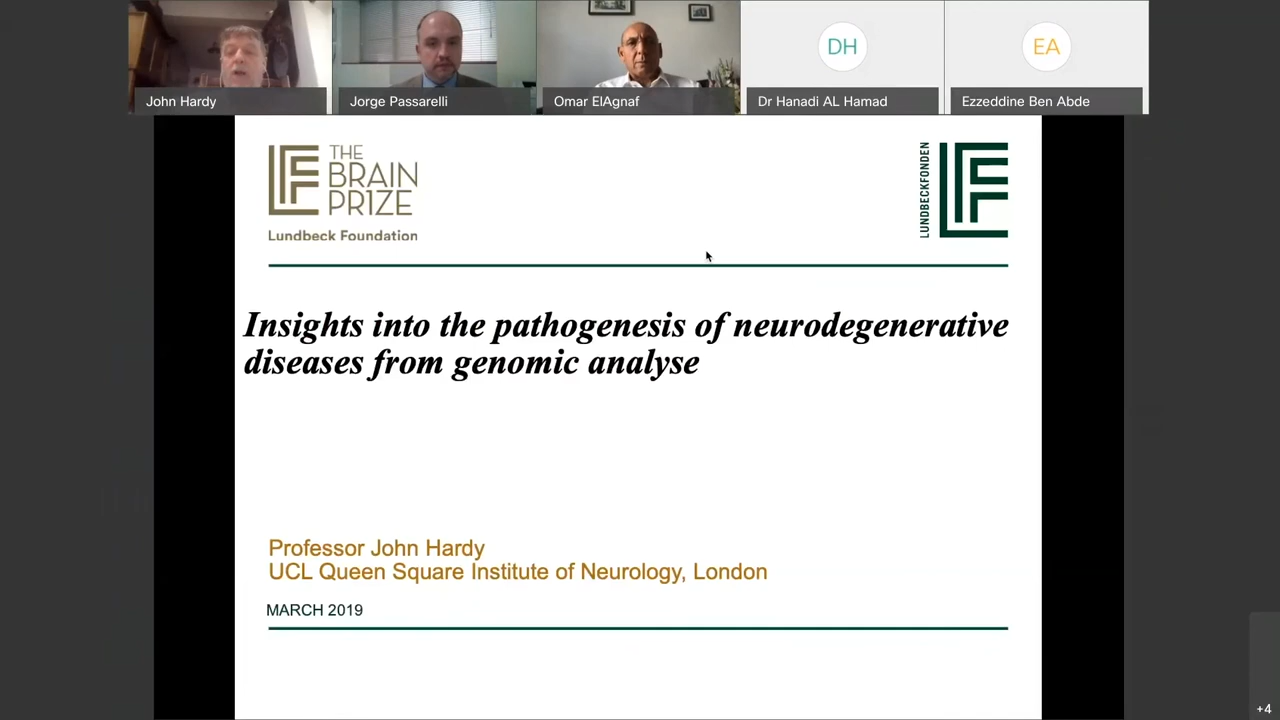 John Hardy
Jorge Passarelli
Omar ElAgnaf
DH
Dr Hanadi AL Hamad
EA
Ezzeddine Ben Abde
THE
BRAIN
PRIZE
Lundbeck Foundation
LUNDBECKFONDEN
Insights into the pathogenesis of neurodegenerative
diseases from genomic analyse
Professor John Hardy
UCL Queen Square Institute of Neurology, London
MARCH 2019
+4